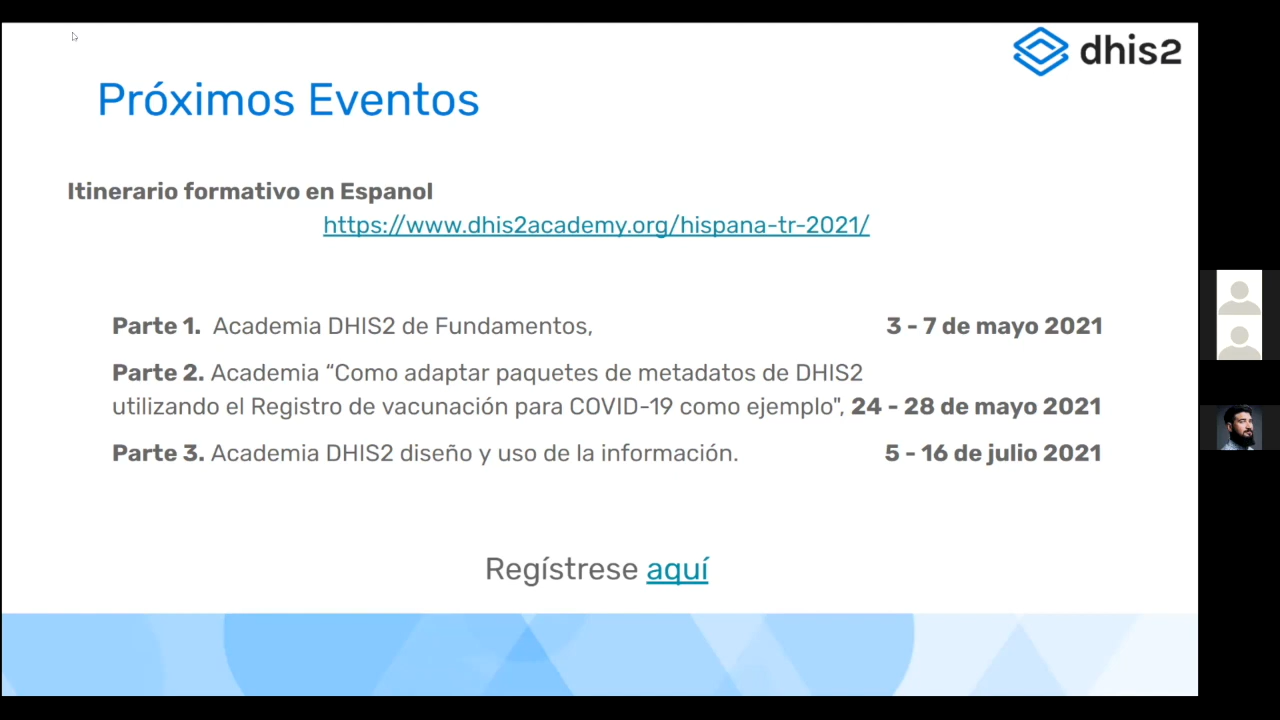 dhis2
Próximos Eventos
Itinerario formativo en Espanol
https://www.dhis2academy.org/hispana-tr-2021/
Parte 1. Academia DHIS2 de Fundamentos, 3 - 7 de mayo 2021
Parte 2. Academia “Como adaptar paquetes de metadatos de DHIS2
utilizando el Registro de vacunación para COVID-19 como ejemplo", 24 - 28 de mayo 2021
Parte 3. Academia DHIS2 diseño y uso de la información. 5 - 16 de julio 2021
Regístrese aquí